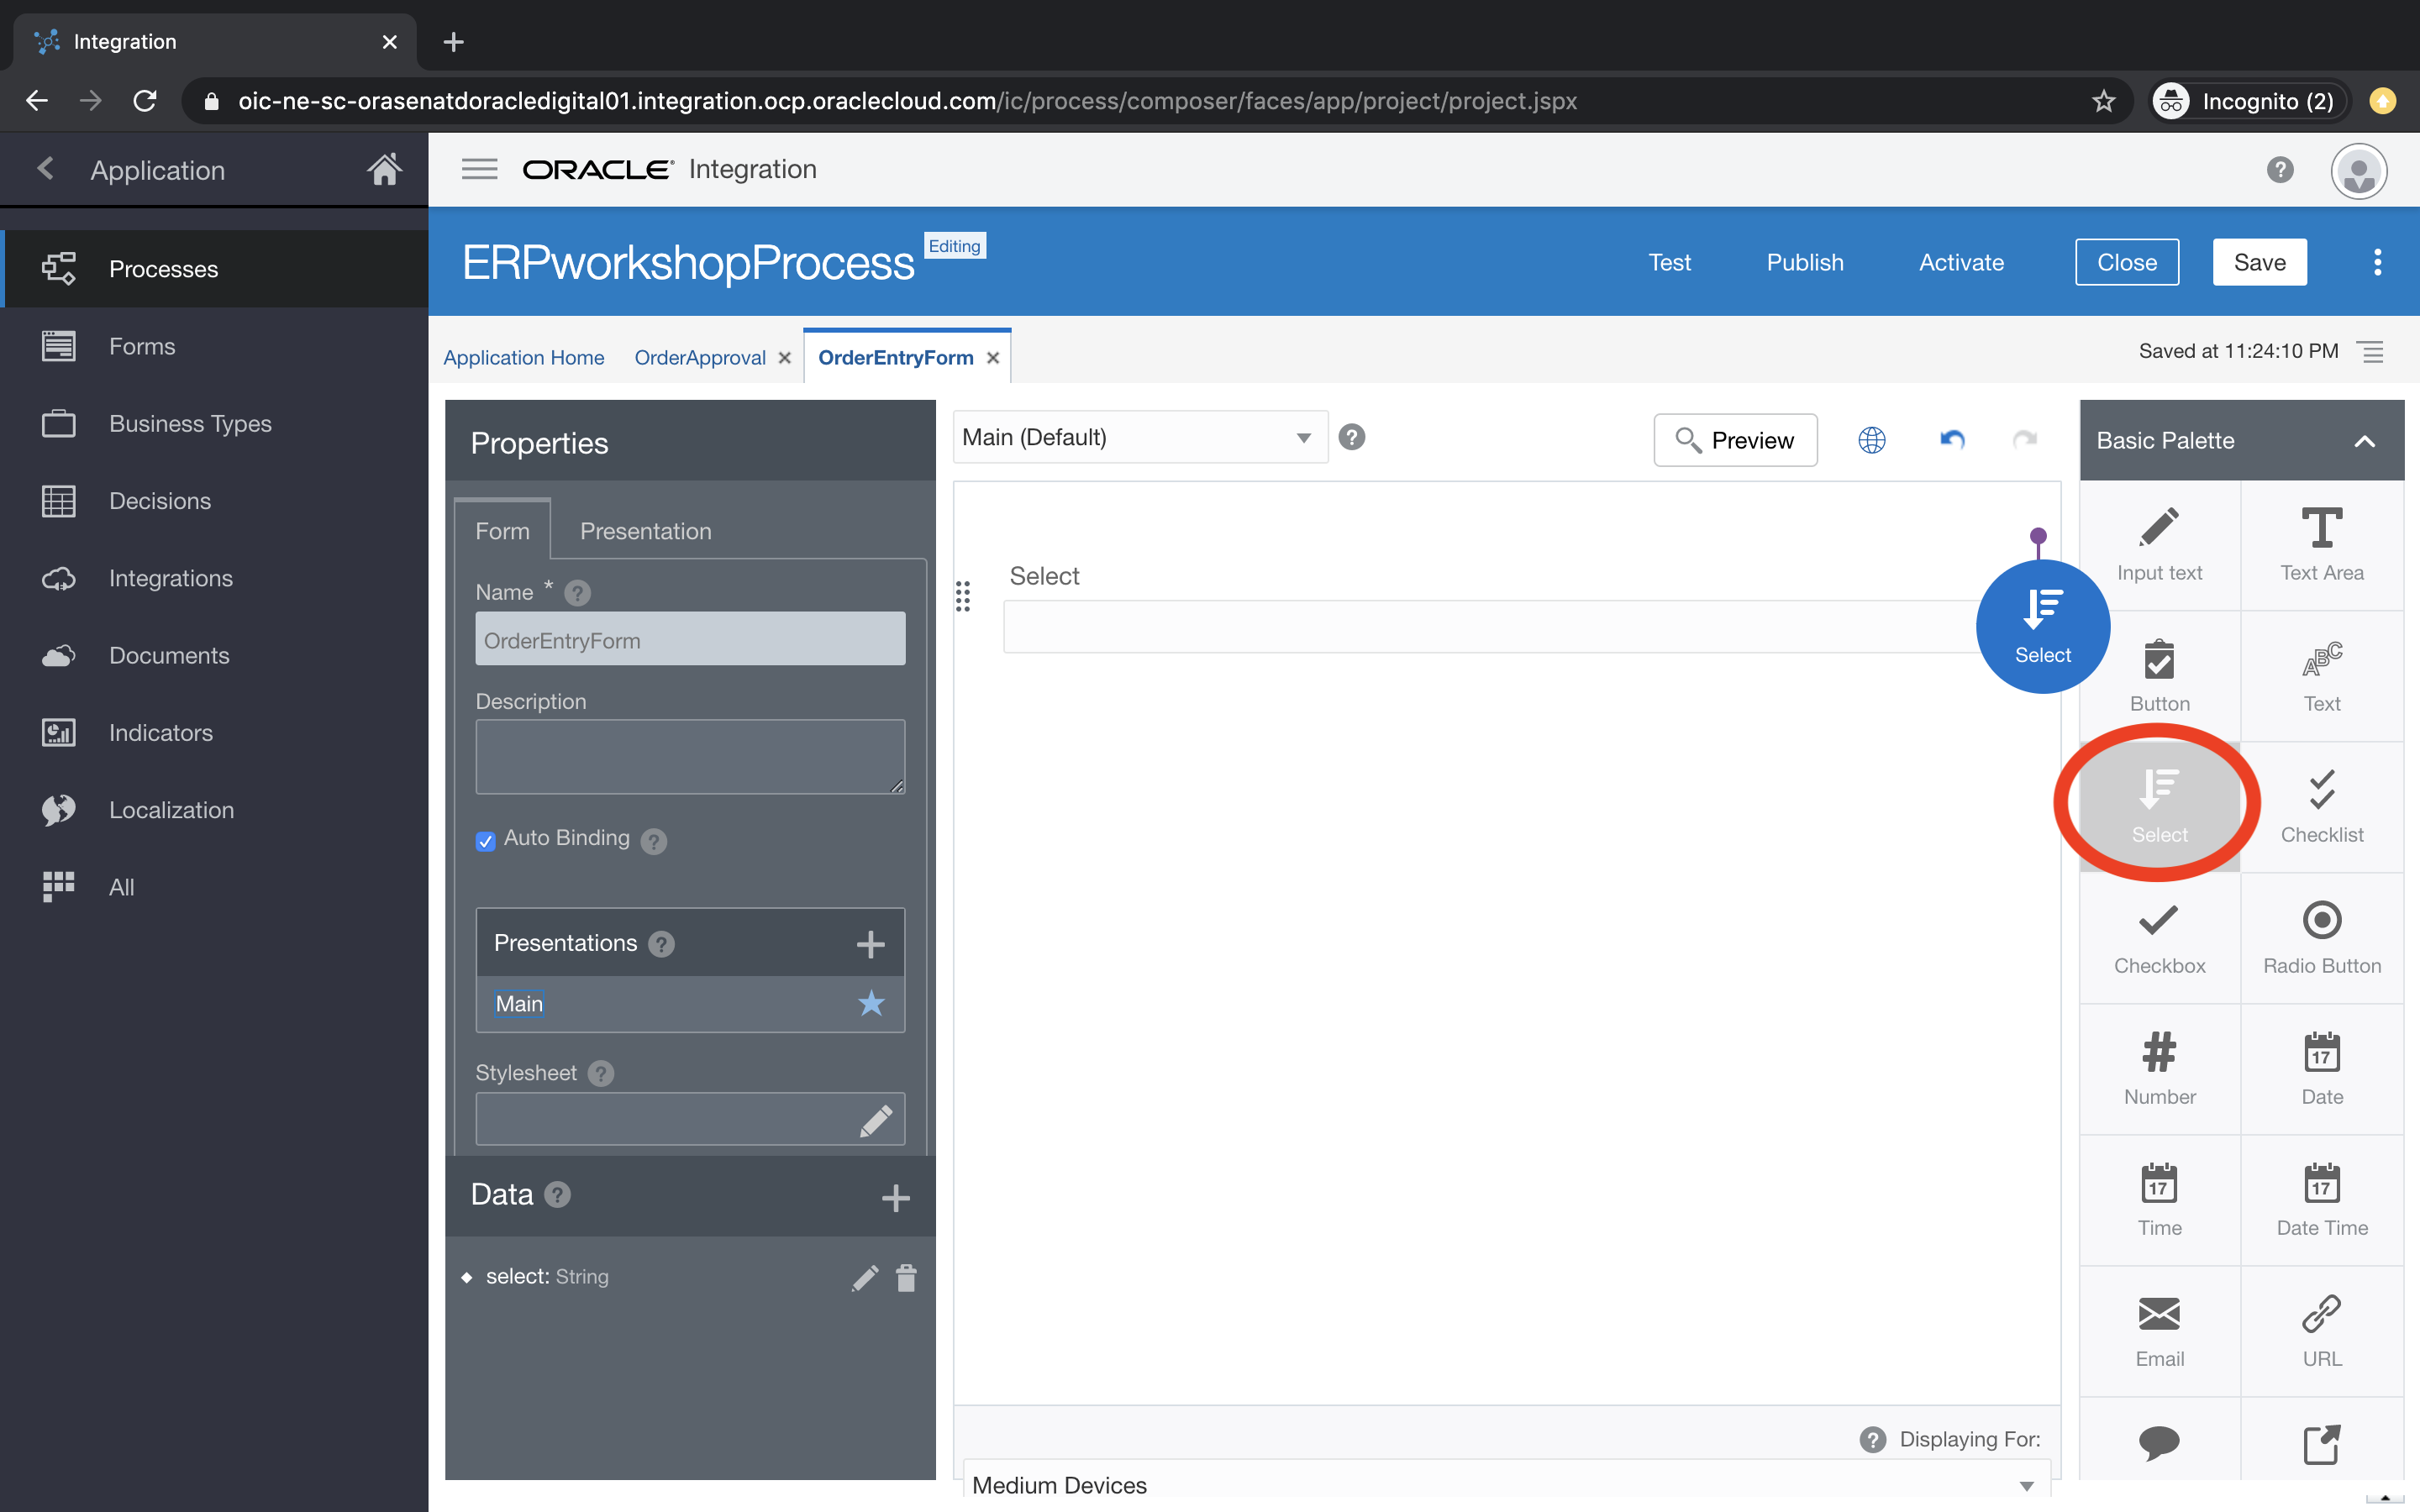 Integration
oic-ne-sc-orasenatdoracledigital01.integration.ocp.oraclecloud.com/ic/process/composer/faces/app/project/project.jspx
Incognito (2)
Application
ORACLE Integration
Processes
Forms
Business Types
Decisions
Integrations
Documents
Indicators
Localization
All
ERPworkshopProcess Editing
Test Publish Activate Close Save
Application Home OrderApproval OrderEntryForm
Saved at 11:24:10 PM
Properties
Form Presentation
Name *
OrderEntryForm
Description
Auto Binding
Presentations
Main
Stylesheet
Data
select: String
Main (Default)
Preview
Select
Select
Displaying For:
Medium Devices
Basic Palette
Input text Text Area
Button Text
ABC
Select Checklist
Checkbox Radio Button
Number Date
17
Time Date Time
17 17
Email URL